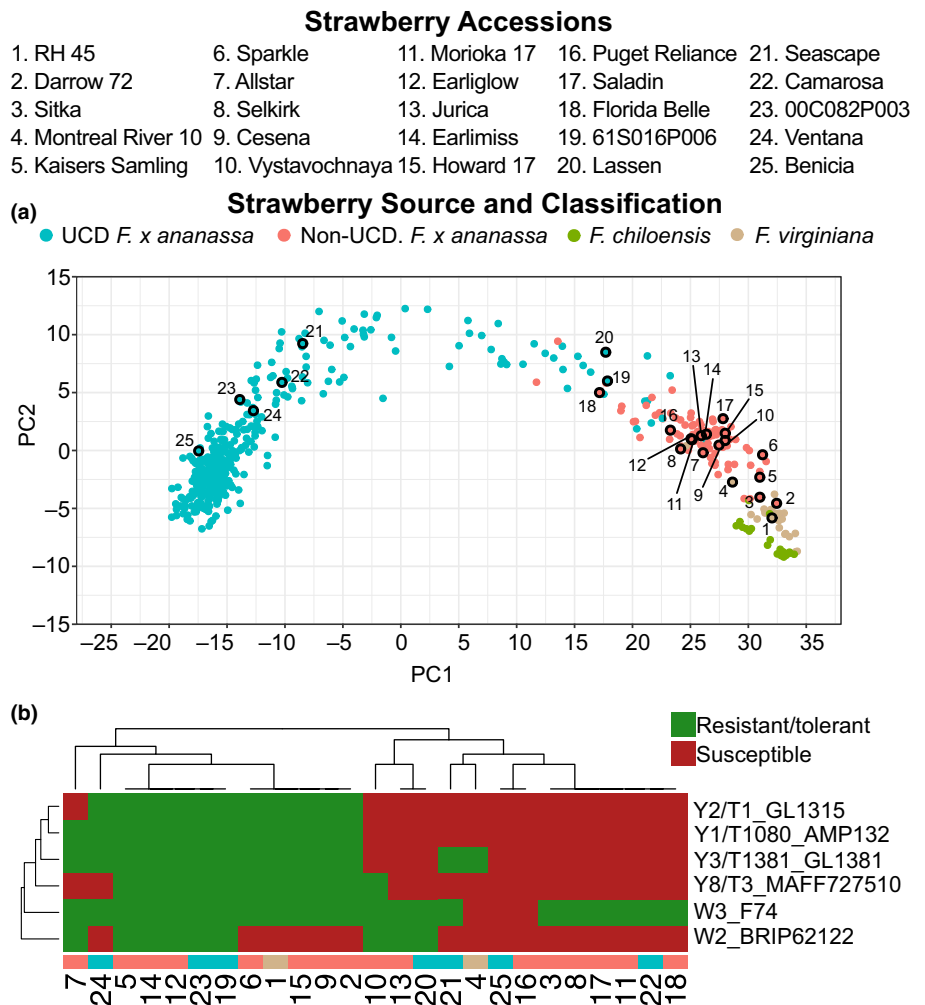 Strawberry Accessions
1. RH 45 6. Sparkle 11. Morioka 17 16. Puget Reliance 21. Seascape
2. Darrow 72 7. Allstar 12. Earliglow 17. Saladin 22. Camarosa
3. Sitka 8. Selkirk 13. Jurica 18. Florida Belle 23. 00C082P003
4. Montreal River 10 9. Cesena 14. Earlimiss 19. 61S016P006 24. Ventana
5. Kaisers Samling 10. Vystavochnaya 15. Howard 17 20. Lassen 25. Benicia
(a) Strawberry Source and Classification
UCD F. x ananassa Non-UCD. F. x ananassa F. chiloensis F. virginiana
15
10
5
0
−5
−10
−15
PC2
21
20
13
14
23
22
19
15
24
18
16
17
10
25
12
8
7
6
11
9
4
5
3
2
1
−25 −20 −15 −10 −5 0 5 10 15 20 25 30 35
PC1
(b)
Resistant/tolerant
Susceptible
Y2/T1_GL1315
Y1/T1080_AMP132
Y3/T1381_GL1381
Y8/T3_MAFF727510
W3_F74
W2_BRIP62122
7 24 5 14 12 23 19 6 1 15 9 2 10 13 20 21 4 25 16 3 8 17 11 22 18